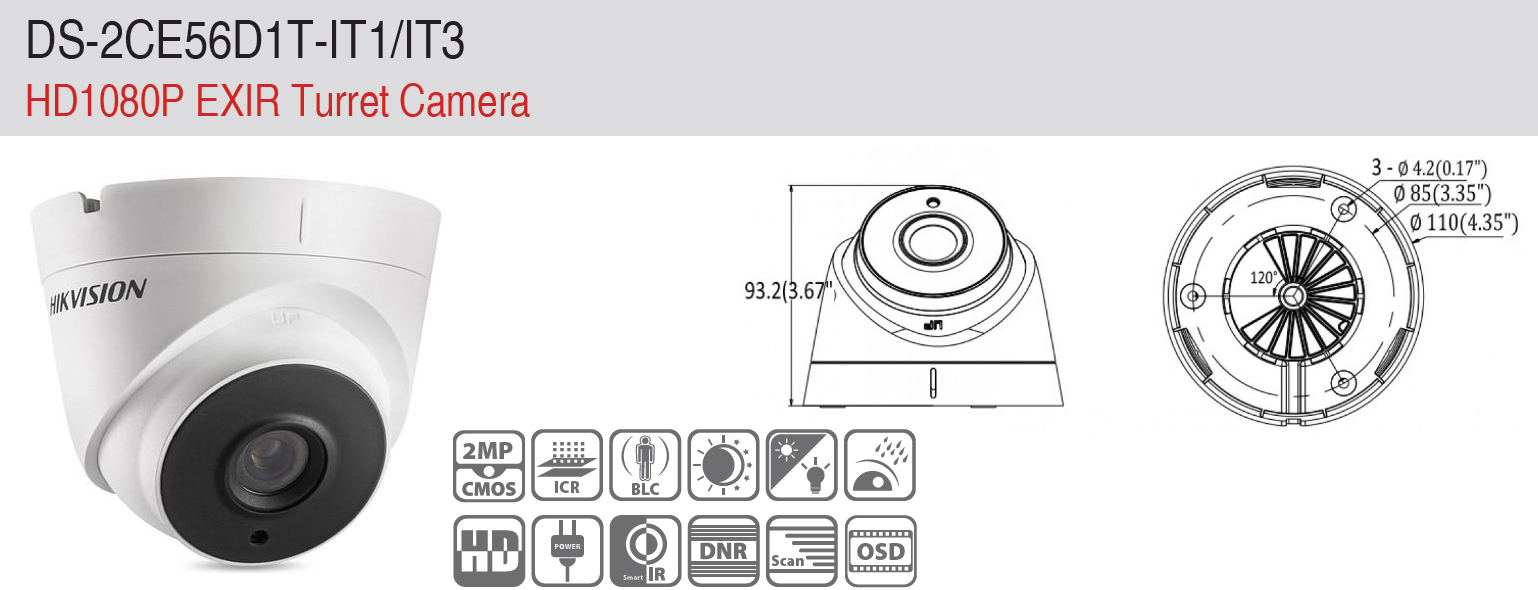 DS-2CE56D1T-IT1/IT3
HD1080P EXIR Turret Camera
HIKVISION
93.2(3.67")
3 - Ø 4.2(0.17")
Ø 85(3.35")
Ø 110(4.35")
120°
UP
2MP
CMOS
ICR
BLC
HD
POWER
Smart IR
DNR
Scan
OSD